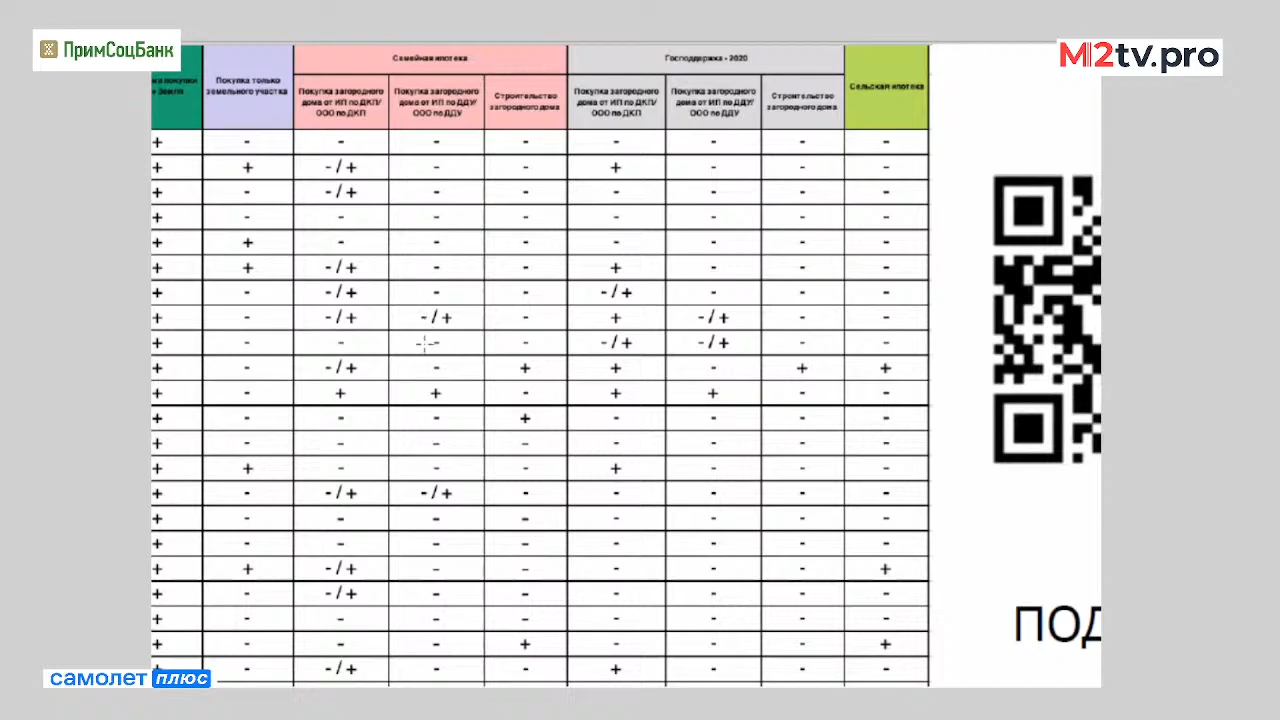 ПримСоцБанк
M2tv.pro
Семейная ипотека
Господдержка - 2020
покупки
Земля
Покупка только
земельного участка
Покупка загородного
дома от ИП по ДКП/
ООО по ДКП
Покупка загородного
дома от ИП по ДДУ/
ООО по ДДУ
Строительство
загородного дома
Покупка загородного
дома от ИП по ДКП/
ООО по ДКП
Покупка загородного
дома от ИП по ДДУ/
ООО по ДДУ
Строительство
загородного дома
Сельская ипотека
+ - - - - - - - -
+ + - / + - - + - - -
+ - - / + - - - - - -
+ - - - - - - - -
+ + - - - - - - -
+ + - / + - - + - - -
+ - - / + - - - / + - - -
+ - - / + - / + - + - / + - -
+ - - - - - / + - / + - -
+ - - / + - + + - + +
+ - + + - + + - -
+ - - - + - - - -
+ - - - - - - - -
+ + - - - + - - -
+ - - / + - / + - - - - -
+ - - - - - - - -
+ - - - - - - - -
+ + - / + - - - - - +
+ - - / + - - - - - -
+ - - - - - - - -
+ - - - + - - - +
+ - - / + - - + - - -
ПОД
самолет плюс